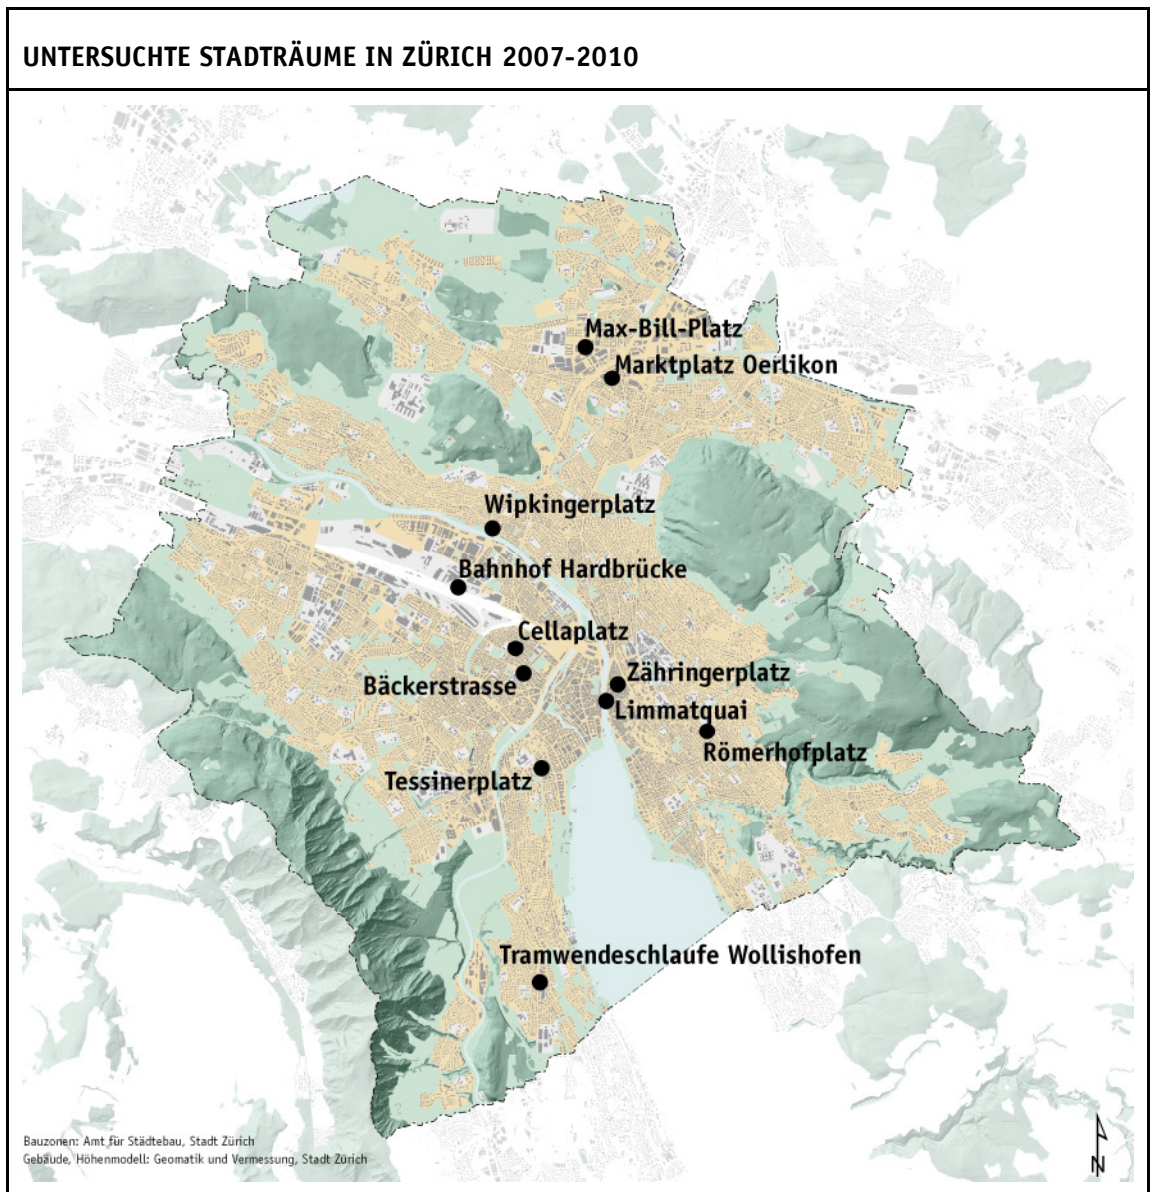 UNTERSUCHTE STADTRÄUME IN ZÜRICH 2007-2010
Max-Bill-Platz
Marktplatz Oerlikon
Wipkingerplatz
Bahnhof Hardbrücke
Cellaplatz
Zähringerplatz
Bäckerstrasse
Limmatquai
Römerhofplatz
Tessinerplatz
Tramwendeschlaufe Wollishofen
Bauzonen: Amt für Städtebau, Stadt Zürich
Gebäude, Höhenmodell: Geomatik und Vermessung, Stadt Zürich
N